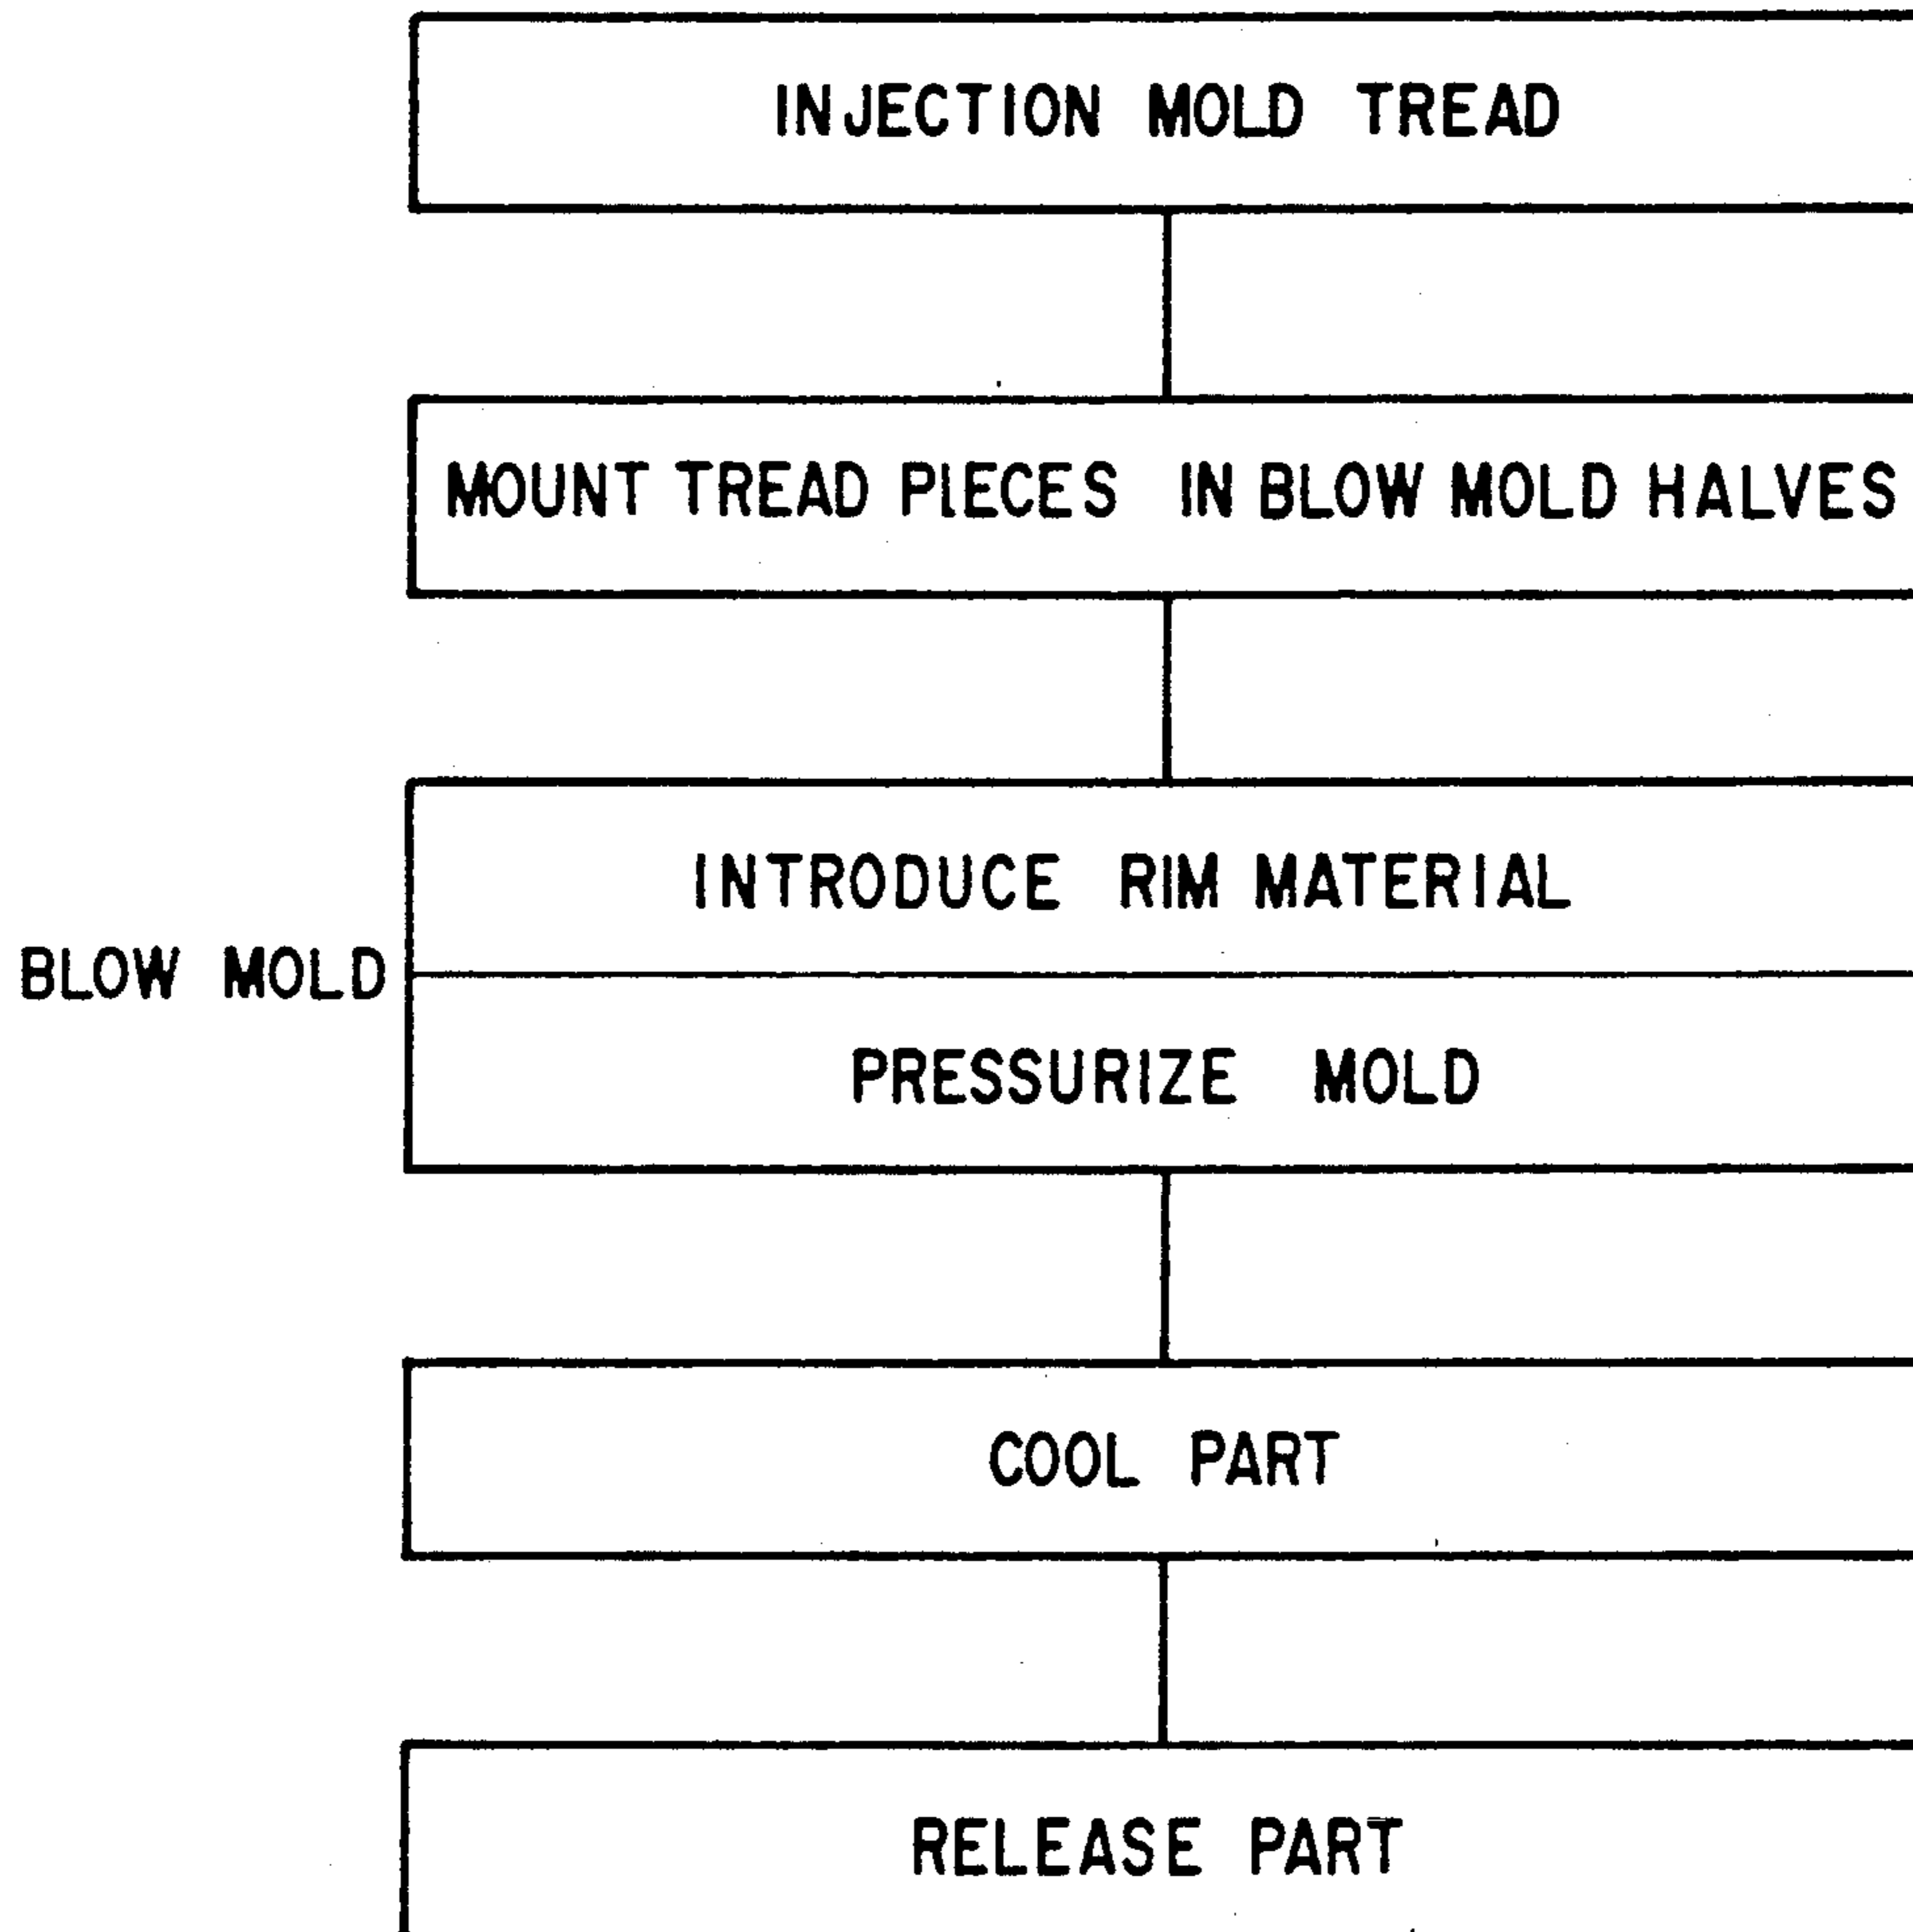 INJECTION MOLD TREAD
MOUNT TREAD PIECES IN BLOW MOLD HALVES
INTRODUCE RIM MATERIAL
BLOW MOLD
PRESSURIZE MOLD
COOL PART
RELEASE PART